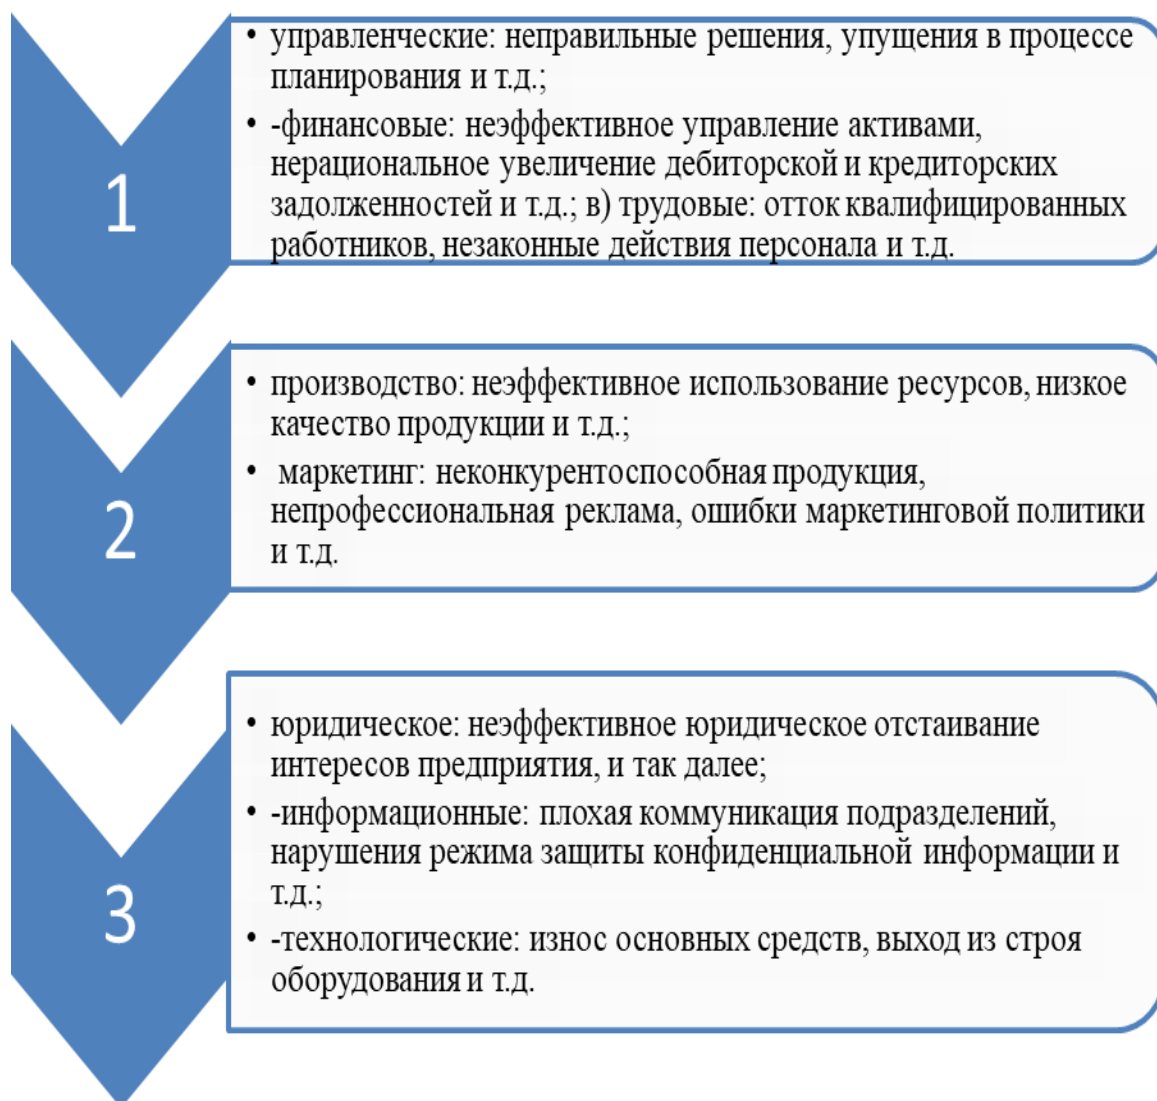 1
• управленческие: неправильные решения, упущения в процессе
планирования и т.д.;
• -финансовые: неэффективное управление активами,
нерациональное увеличение дебиторской и кредиторских
задолженностей и т.д.; в) трудовые: отток квалифицированных
работников, незаконные действия персонала и т.д.
2
• производство: неэффективное использование ресурсов, низкое
качество продукции и т.д.;
• маркетинг: неконкурентоспособная продукция,
непрофессиональная реклама, ошибки маркетинговой политики
и т.д.
3
• юридическое: неэффективное юридическое отстаивание
интересов предприятия, и так далее;
• -информационные: плохая коммуникация подразделений,
нарушения режима защиты конфиденциальной информации и
т.д.;
• -технологические: износ основных средств, выход из строя
оборудования и т.д.